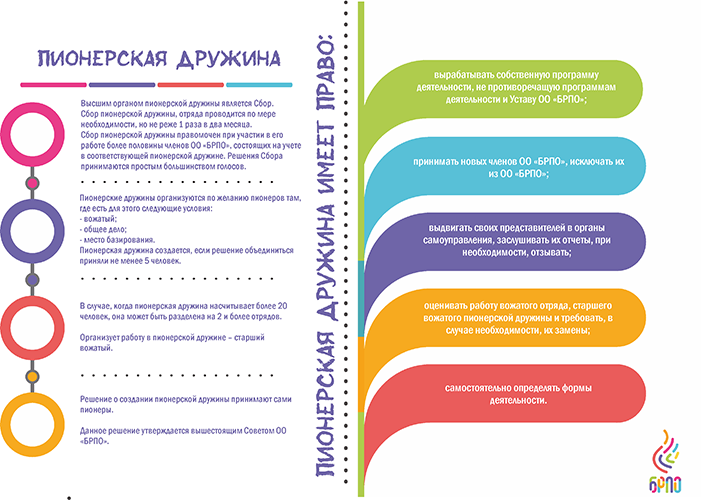 ПИОНЕРСКАЯ ДРУЖИНА
Высшим органом пионерской дружины является Сбор.
Сбор пионерской дружины, отряда проводится по мере
необходимости, но не реже 1 раза в два месяца.
Сбор пионерской дружины правомочен при участии в его
работе более половины членов ОО «БРПО», состоящих на учете
в соответствующей пионерской дружине. Решения Сбора
принимаются простым большинством голосов.
Пионерские дружины организуются по желанию пионеров там,
где есть для этого следующие условия:
- вожатый;
- общее дело;
- место базирования.
Пионерская дружина создается, если решение объединиться
приняли не менее 5 человек.
В случае, когда пионерская дружина насчитывает более 20
человек, она может быть разделена на 2 и более отрядов.
Организует работу в пионерской дружине – старший
вожатый.
Решение о создании пионерской дружины принимают сами
пионеры.
Данное решение утверждается вышестоящим Советом ОО
«БРПО».
ПИОНЕРСКАЯ ДРУЖИНА ИМЕЕТ ПРАВО:
вырабатывать собственную программу
деятельности, не противоречащую программам
деятельности и Уставу ОО «БРПО»;
принимать новых членов ОО «БРПО», исключать их
из ОО «БРПО»;
выдвигать своих представителей в органы
самоуправления, заслушивать их отчеты, при
необходимости, отзывать;
оценивать работу вожатого отряда, старшего
вожатого пионерской дружины и требовать, в
случае необходимости, их замены;
самостоятельно определять формы
деятельности.
БРПО